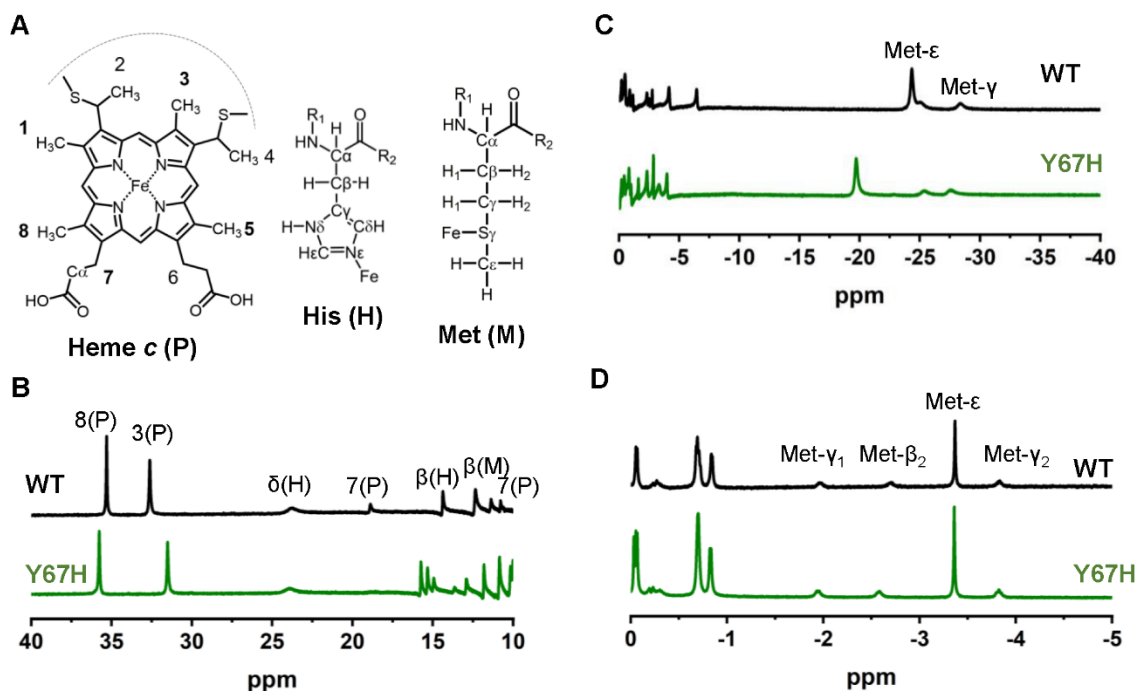 A
2
3
S
CH₃
CH₃
S
1
H₃C
N
N
Fe
CH₃
4
N
N
8
H₃C
CH₃
5
Cα
7
6
HO
O
O
OH
Heme c (P)
R₁
H
O
HN
Cα
R₂
H-Cβ-H
Cγ
H-Nδ
CδH
Hε
Nε
Fe
His (H)
R₁
H
O
HN
Cα
R₂
H₁-Cβ-H₂
H₁-Cγ-H₂
Fe-Sγ
H-Cε-H
H
Met (M)
B
8(P)
3(P)
WT
δ(H)
7(P)
β(H)
β(M)
7(P)
Y67H
40 35 30 25 20 15 10
ppm
C
Met-ε
Met-γ
WT
Y67H
0 -5 -10 -15 -20 -25 -30 -35 -40
ppm
D
Met-ε
Met-γ₁
Met-β₂
Met-γ₂
WT
Y67H
0 -1 -2 -3 -4 -5
ppm